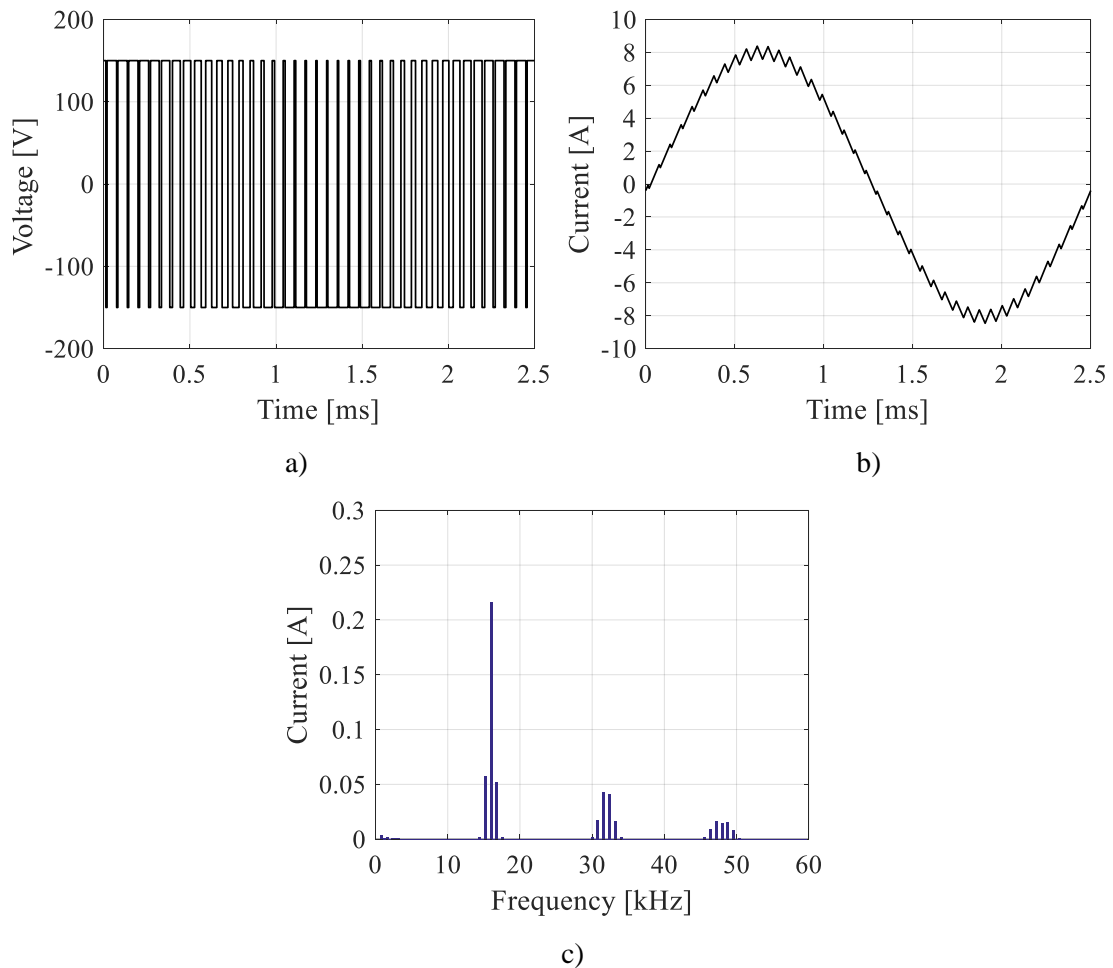 200
100
0
-100
-200
Voltage [V]
0 0.5 1 1.5 2 2.5
Time [ms]
a)
10
8
6
4
2
0
-2
-4
-6
-8
-10
Current [A]
0 0.5 1 1.5 2 2.5
Time [ms]
b)
0.3
0.25
0.2
0.15
0.1
0.05
0
Current [A]
0 10 20 30 40 50 60
Frequency [kHz]
c)